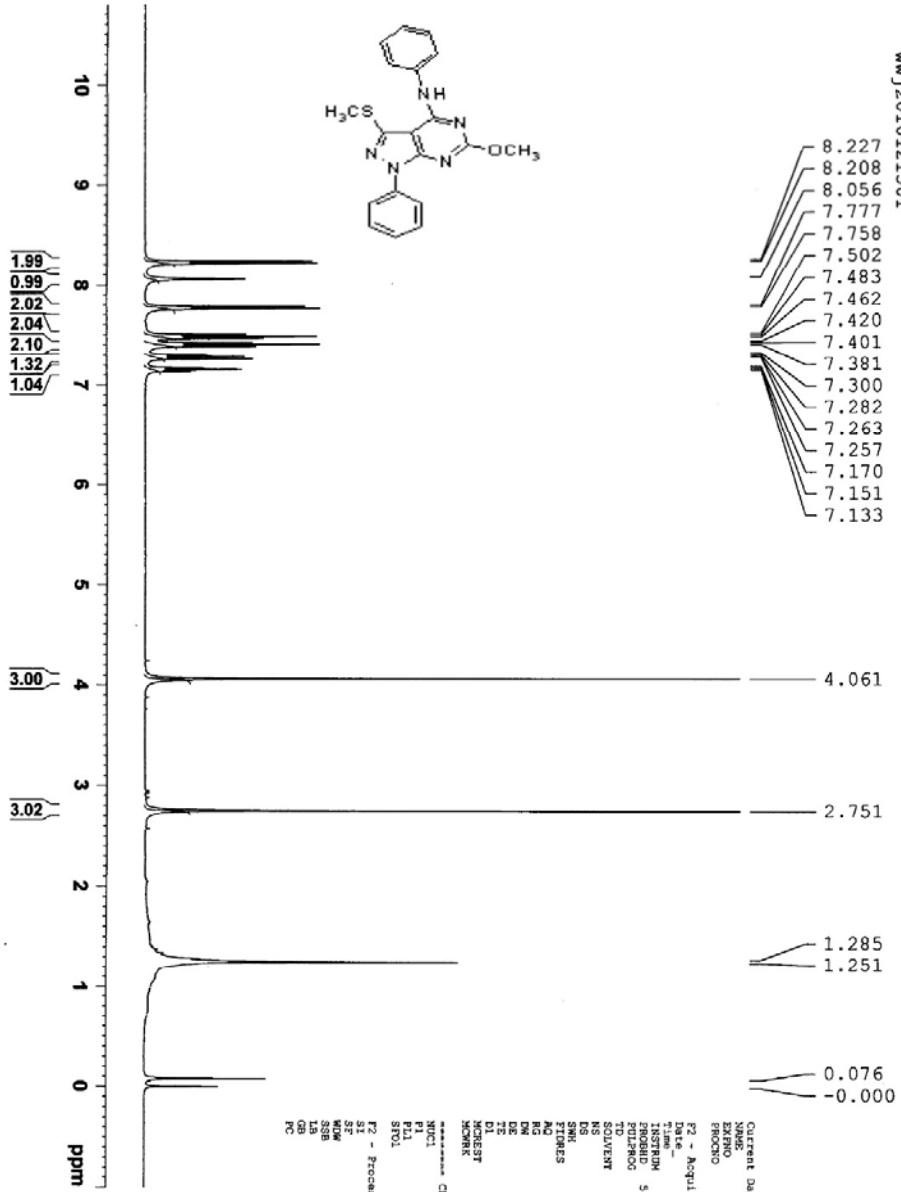 8.227
8.208
8.056
7.777
7.758
7.502
7.483
7.462
7.420
7.401
7.381
7.300
7.282
7.263
7.257
7.170
7.151
7.133
4.061
2.751
1.285
1.251
0.076
-0.000
NH
H₃CS
N
OCH₃
N
N
N
10
9
8
7
6
5
4
3
2
1
0
ppm
1.99
0.99
2.02
2.04
2.10
1.32
1.04
3.00
3.02
Current Da
NAME
EXPNO
PROCNO
F2 - Acqui
Date_
Time
INSTRUM
PROBHD 5
PULPROG
TD
SOLVENT
NS
DS
SWH
FIDRES
AQ
RG
DW
DE
TE
D1
MCREST
MCWRK
======== C
NUC1
P1
PL1
SFO1
F2 - Proce
SI
SF
WDW
SSB
LB
GB
PC